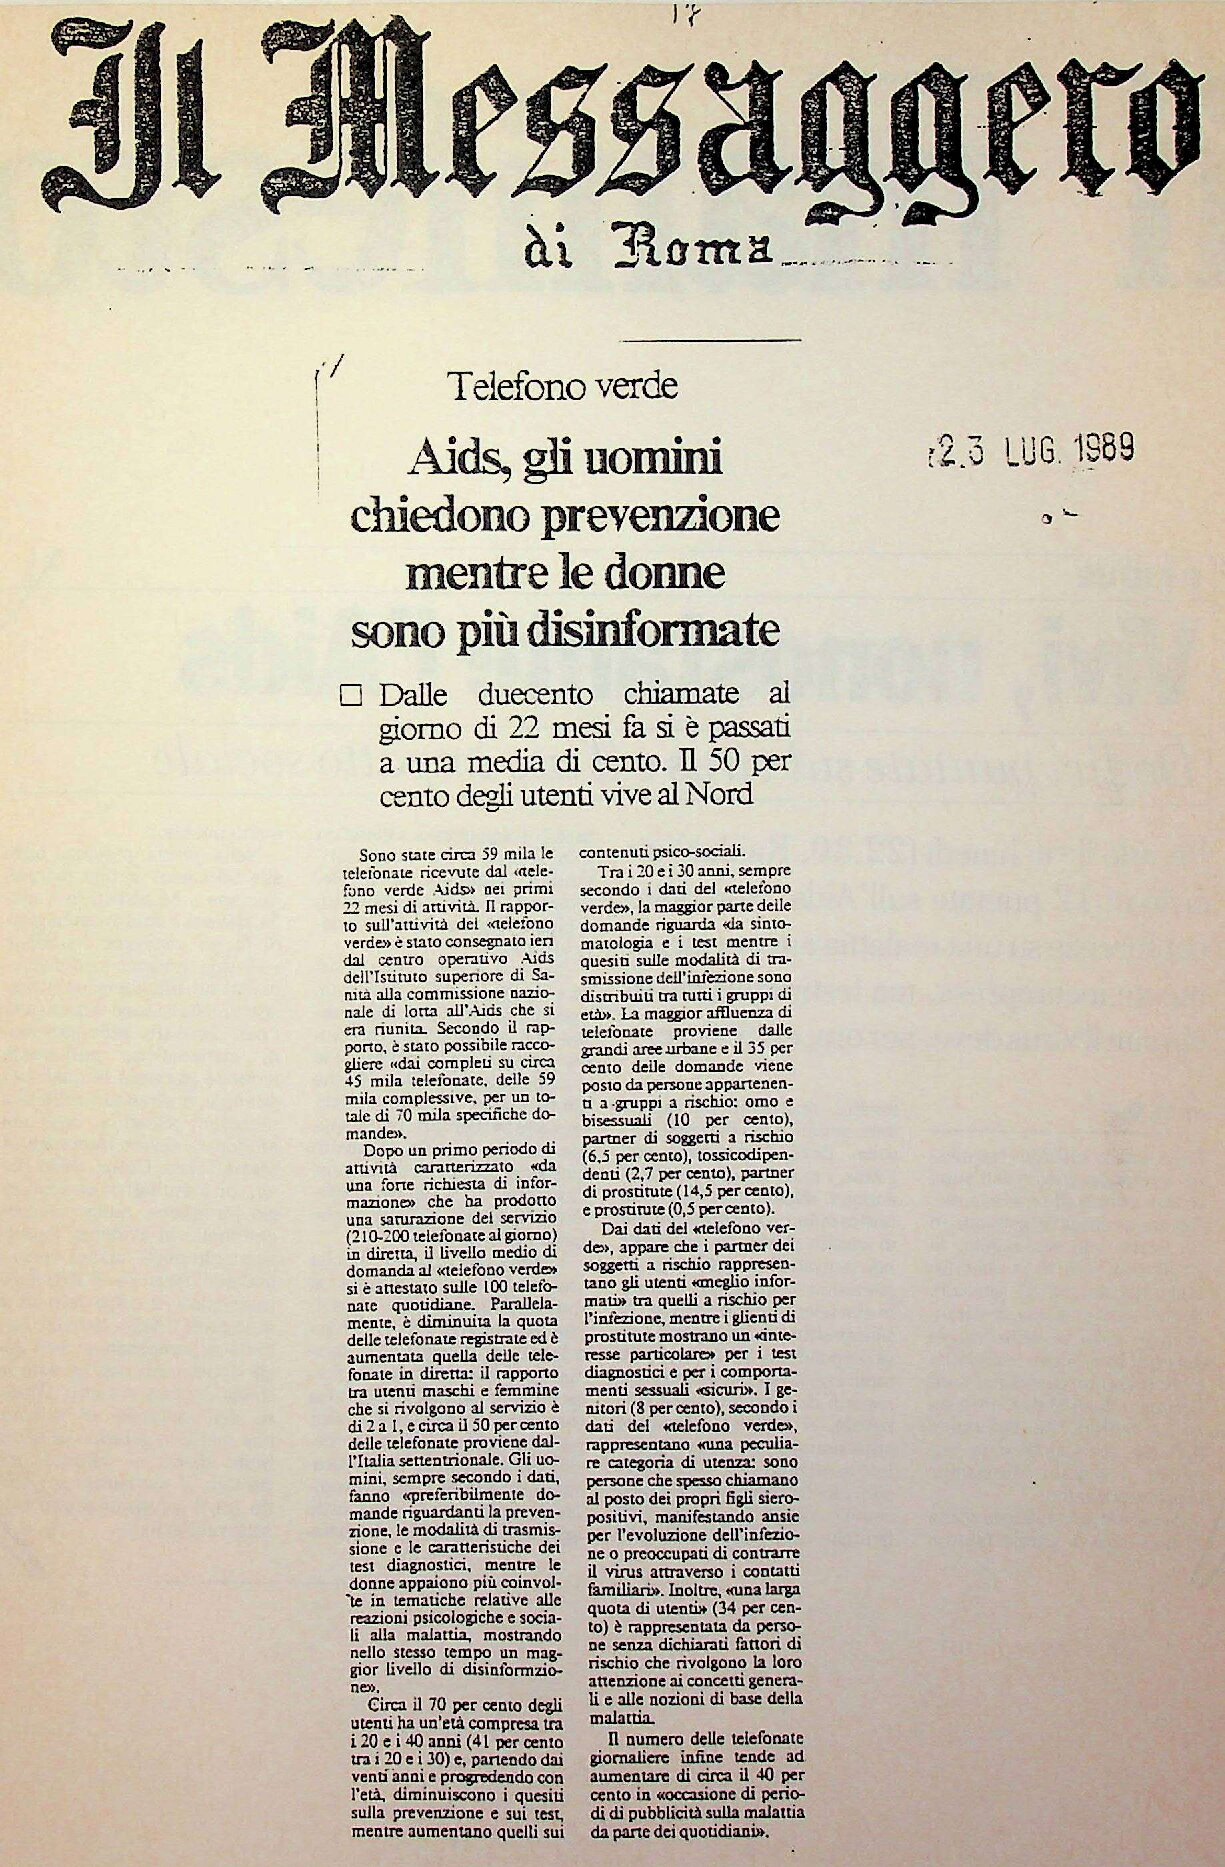 17
Il Messaggero
di Roma
Telefono verde
Aids, gli uomini
chiedono prevenzione
mentre le donne
sono più disinformate
23 LUG. 1989
□ Dalle duecento chiamate al
giorno di 22 mesi fa si è passati
a una media di cento. Il 50 per
cento degli utenti vive al Nord
Sono state circa 59 mila le
telefonate ricevute dal «tele-
fono verde Aids» nei primi
22 mesi di attività. Il rappor-
to sull'attività del «telefono
verde» è stato consegnato ieri
dal centro operativo Aids
dell'Istituto superiore di Sa-
nità alla commissione nazio-
nale di lotta all'Aids che si
era riunita. Secondo il rap-
porto, è stato possibile racco-
gliere «dai completi su circa
45 mila telefonate, delle 59
mila complessive, per un to-
tale di 70 mila specifiche do-
mande».
Dopo un primo periodo di
attività caratterizzato «da
una forte richiesta di infor-
mazione» che ha prodotto
una saturazione del servizio
(210-200 telefonate al giorno)
in diretta, il livello medio di
domanda al «telefono verde»
si è attestato sulle 100 telefo-
nate quotidiane. Parallela-
mente, è diminuita la quota
delle telefonate registrate ed è
aumentata quella delle tele-
fonate in diretta: il rapporto
tra utenti maschi e femmine
che si rivolgono al servizio è
di 2 a 1, e circa il 50 per cento
delle telefonate proviene dal-
l'Italia settentrionale. Gli uo-
mini, sempre secondo i dati,
fanno «preferibilmente do-
mande riguardanti la preven-
zione, le modalità di trasmis-
sione e le caratteristiche dei
test diagnostici, mentre le
donne appaiono più coinvol-
te in tematiche relative alle
reazioni psicologiche e socia-
li alla malattia, mostrando
nello stesso tempo un mag-
gior livello di disinformzio-
ne».
Circa il 70 per cento degli
utenti ha un'età compresa tra
i 20 e i 40 anni (41 per cento
tra i 20 e i 30) e, partendo dai
venti anni e progredendo con
l'età, diminuiscono i quesiti
sulla prevenzione e sui test,
mentre aumentano quelli sui
contenuti psico-sociali.
Tra i 20 e i 30 anni, sempre
secondo i dati del «telefono
verde», la maggior parte delle
domande riguarda «da sinto-
matologia e i test mentre i
quesiti sulle modalità di tra-
smissione dell'infezione sono
distribuiti tra tutti i gruppi di
età». La maggior affluenza di
telefonate proviene dalle
grandi aree urbane e il 35 per
cento delle domande viene
posto da persone appartenen-
ti a gruppi a rischio: omo e
bisessuali (10 per cento),
partner di soggetti a rischio
(6,5 per cento), tossicodipen-
denti (2,7 per cento), partner
di prostitute (14,5 per cento),
e prostitute (0,5 per cento).
Dai dati del «telefono ver-
de», appare che i partner dei
soggetti a rischio rappresen-
tano gli utenti «meglio infor-
mati» tra quelli a rischio per
l'infezione, mentre i glienti di
prostitute mostrano un «inte-
resse particolare» per i test
diagnostici e per i comporta-
menti sessuali «sicuri». I ge-
nitori (8 per cento), secondo i
dati del «telefono verde»,
rappresentano «una peculia-
re categoria di utenza: sono
persone che spesso chiamano
al posto dei propri figli siero-
positivi, manifestando ansie
per l'evoluzione dell'infezio-
ne o preoccupati di contrarre
il virus attraverso i contatti
familiari». Inoltre, «una larga
quota di utenti» (34 per cen-
to) è rappresentata da perso-
ne senza dichiarati fattori di
rischio che rivolgono la loro
attenzione ai concetti genera-
li e alle nozioni di base della
malattia.
Il numero delle telefonate
giornaliere infine tende ad
aumentare di circa il 40 per
cento in «occasione di perio-
di di pubblicità sulla malattia
da parte dei quotidiani».